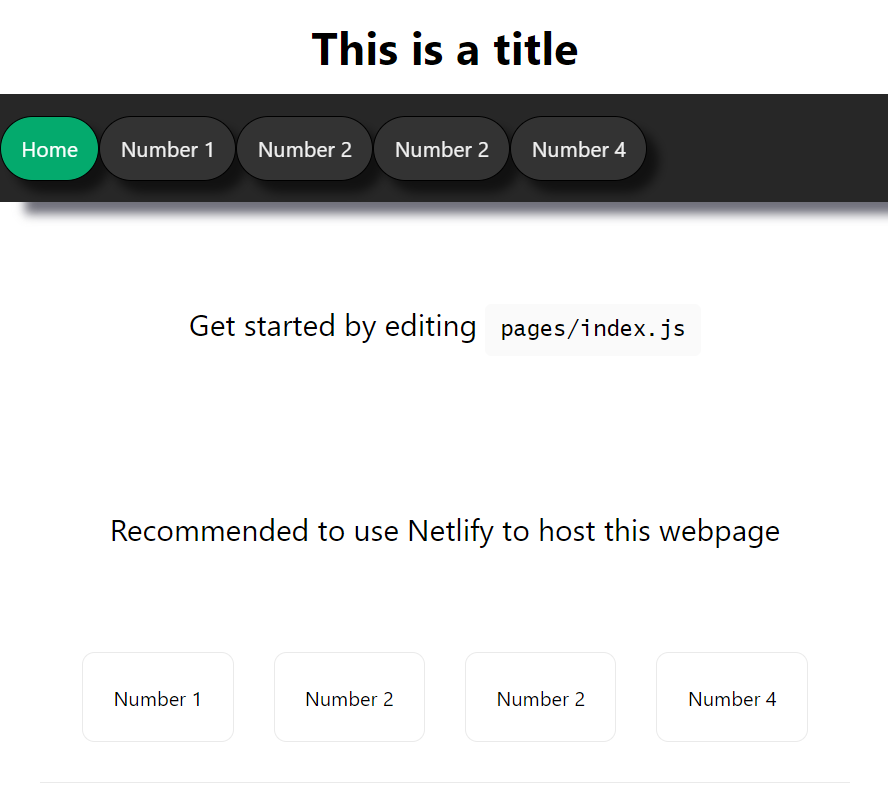 This is a title
Home Number 1 Number 2 Number 2 Number 4
Get started by editing pages/index.js
Recommended to use Netlify to host this webpage
Number 1 Number 2 Number 2 Number 4